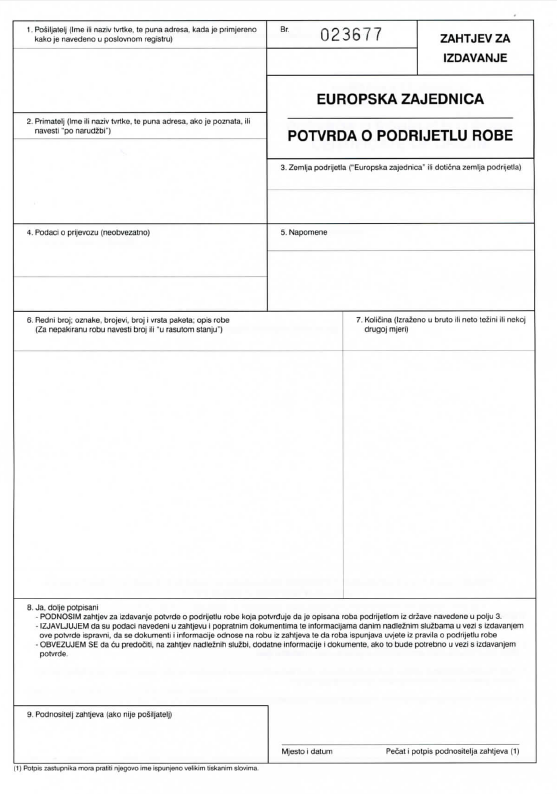 1. Pošiljatelj (Ime ili naziv tvrtke, te puna adresa, kada je primjereno
kako je navedeno u poslovnom registru)
Br.
023677
ZAHTJEV ZA
IZDAVANJE
EUROPSKA ZAJEDNICA
POTVRDA O PODRIJETLU ROBE
2. Primatelj (Ime ili naziv tvrtke, te puna adresa, ako je poznata, ili
navesti "po narudžbi")
3. Zemlja podrijetla ("Europska zajednica" ili dotična zemlja podrijetla)
4. Podaci o prijevozu (neobvezatno)
5. Napomene
6. Redni broj; oznake, brojevi, broj i vrsta paketa; opis robe
(Za nepakiranu robu navesti broj ili "u rasutom stanju")
7. Količina (Izraženo u bruto ili neto težini ili nekoj
drugoj mjeri)
8. Ja, dolje potpisani
- PODNOSIM zahtjev za izdavanje potvrde o podrijetlu robe koja potvrđuje da je opisana roba podrijetlom iz države navedene u polju 3.
- IZJAVLJUJEM da su podaci navedeni u zahtjevu i popratnim dokumentima te informacijama danim nadležnim službama u vezi s izdavanjem
ove potvrde ispravni, da se dokumenti i informacije odnose na robu iz zahtjeva te da roba ispunjava uvjete iz pravila o podrijetlu robe
- OBVEZUJEM SE da ću predočiti, na zahtjev nadležnih službi, dodatne informacije i dokumente, ako to bude potrebno u vezi s izdavanjem
potvrde.
9. Podnositelj zahtjeva (ako nije pošiljatelj)
Mjesto i datum
Pečat i potpis podnositelja zahtjeva (1)
(1) Potpis zastupnika mora pratiti njegovo ime ispunjeno velikim tiskanim slovima.